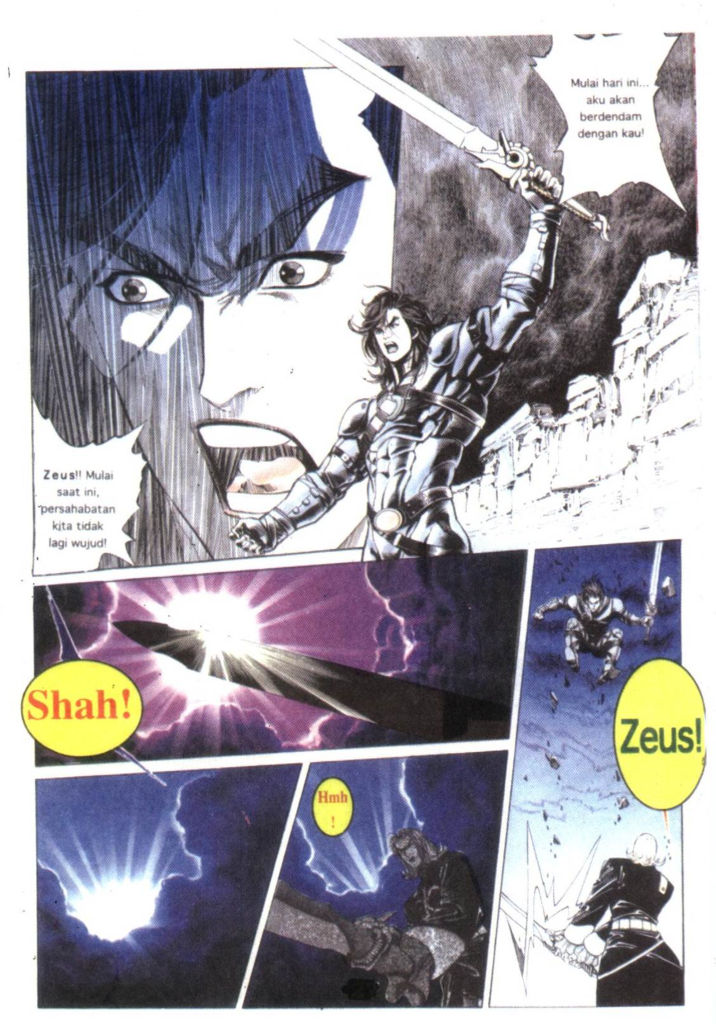 Mulai hari ini...
aku akan
berdendam
dengan kau!
Zeus!! Mulai
saat ini,
persahabatan
kita tidak
lagi wujud!
Shah!
Zeus!
Hmh
!